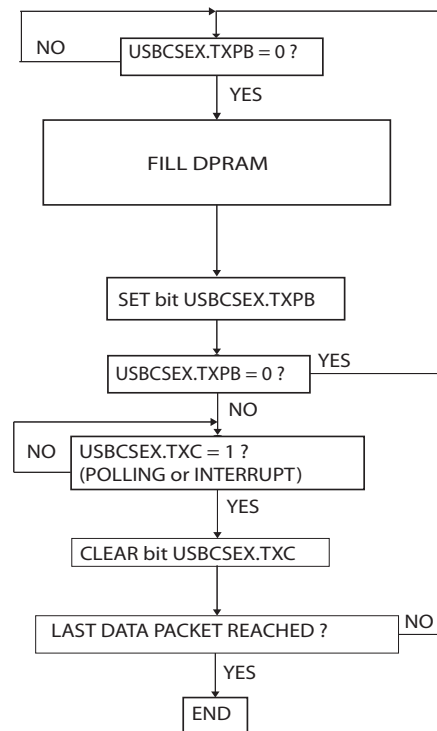 NO
USBCSEX.TXPB = 0 ?
YES
FILL DPRAM
SET bit USBCSEX.TXPB
USBCSEX.TXPB = 0 ?
YES
NO
NO
USBCSEX.TXC = 1 ?
(POLLING or INTERRUPT)
YES
CLEAR bit USBCSEX.TXC
LAST DATA PACKET REACHED ?
NO
YES
END